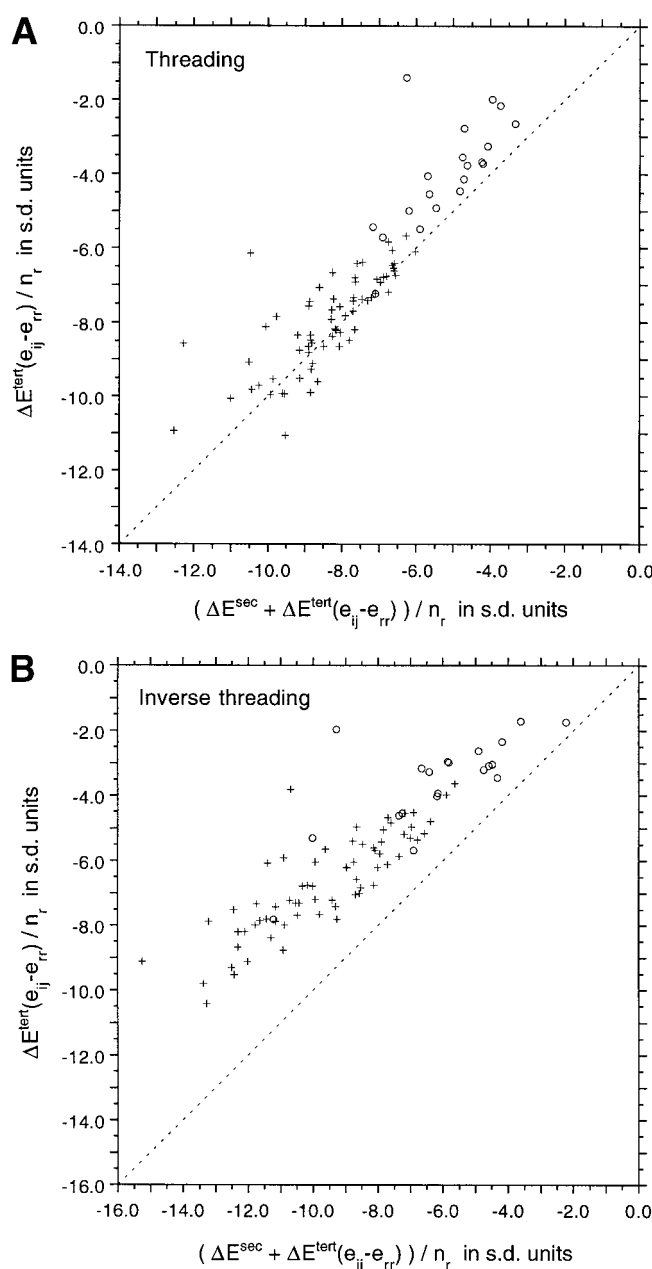 A
Threading
0.0
-2.0
-4.0
-6.0
-8.0
-10.0
-12.0
-14.0
ΔE^tert(e_ij-e_rr) / n_r in s.d. units
-14.0 -12.0 -10.0 -8.0 -6.0 -4.0 -2.0 0.0
( ΔE^sec + ΔE^tert(e_ij-e_rr) ) / n_r in s.d. units
B
Inverse threading
0.0
-2.0
-4.0
-6.0
-8.0
-10.0
-12.0
-14.0
-16.0
ΔE^tert(e_ij-e_rr) / n_r in s.d. units
-16.0 -14.0 -12.0 -10.0 -8.0 -6.0 -4.0 -2.0 0.0
( ΔE^sec + ΔE^tert(e_ij-e_rr) ) / n_r in s.d. units